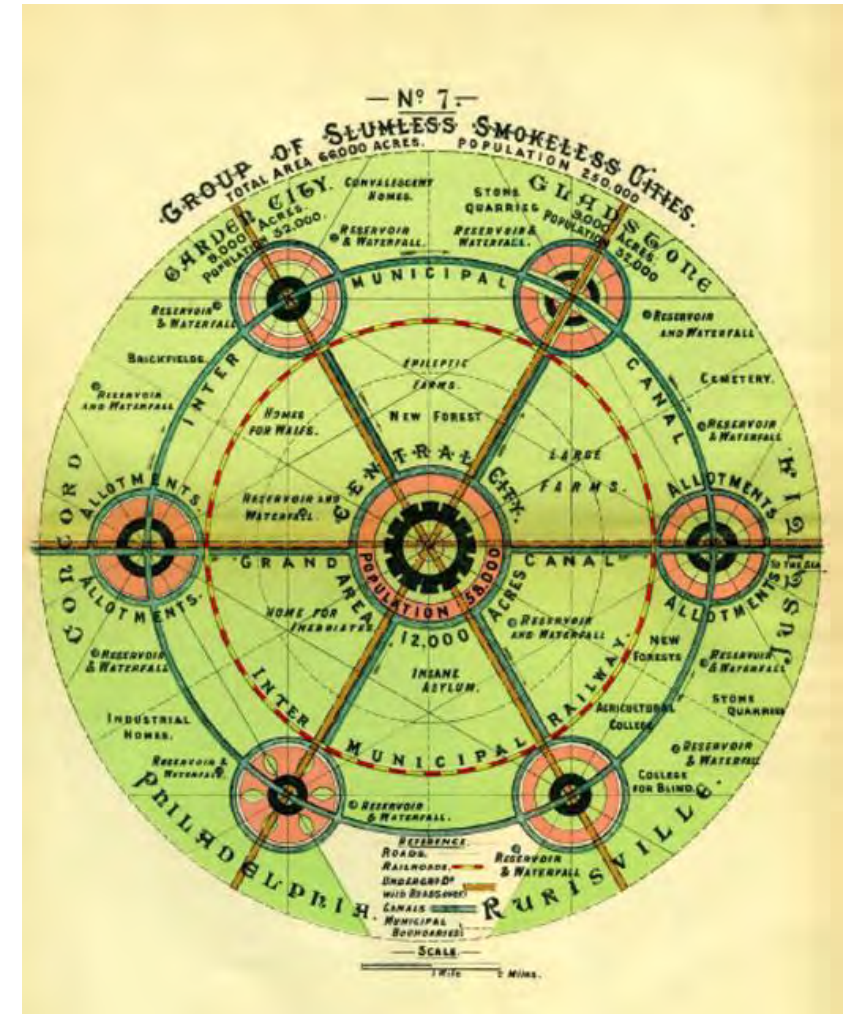 — Nº 7. —
GROUP OF SLUMLESS SMOKELESS CITIES.
TOTAL AREA 66,000 ACRES. POPULATION 250,000
GARDEN CITY.
9,000 ACRES.
POPULATION 32,000.
CONVALESCENT
HOMES.
STONE
QUARRIES
GLADSTONE
9,000 ACRES.
POPULATION
32,000
RESERVOIR
& WATERFALL.
RESERVOIR &
WATERFALL.
INTER MUNICIPAL CANAL
RESERVOIR
& WATERFALL
RESERVOIR
AND WATERFALL
BRICKFIELDS.
EPILEPTIC
FARMS.
CEMETERY.
RESERVOIR
AND WATERFALL
HOMES
FOR WAIFS.
NEW FOREST
RESERVOIR
& WATERFALL
LARGE
FARMS.
CENTRAL CITY.
CONCORD
ALLOTMENTS
ALLOTMENTS
RESERVOIR AND
WATERFALL.
GRAND CANAL
TO THE SEA
JUSTITIA.
ALLOTMENTS.
ALLOTMENTS
POPULATION 58,000
AREA 12,000 ACRES
HOME FOR
INEBRIATES.
RESERVOIR
AND WATERFALL
NEW
FORESTS
RESERVOIR
& WATERFALL
RESERVOIR
& WATERFALL
INSANE
ASYLUM.
STONE
QUARRIES
AGRICULTURAL
COLLEGE
INDUSTRIAL
HOMES.
INTER MUNICIPAL RAILWAY.
RESERVOIR
& WATERFALL
RESERVOIR &
WATERFALL.
COLLEGE
FOR BLIND.
RESERVOIR &
WATERFALL.
PHILADELPHIA.
RURISVILLE.
REFERENCE
ROADS.
RAILROADS.
UNDERGRD Dº
WITH ROADS OVER
CANALS
MUNICIPAL
BOUNDARIES
RESERVOIR
& WATERFALL
— SCALE. —
1 MILE 2 MILES.